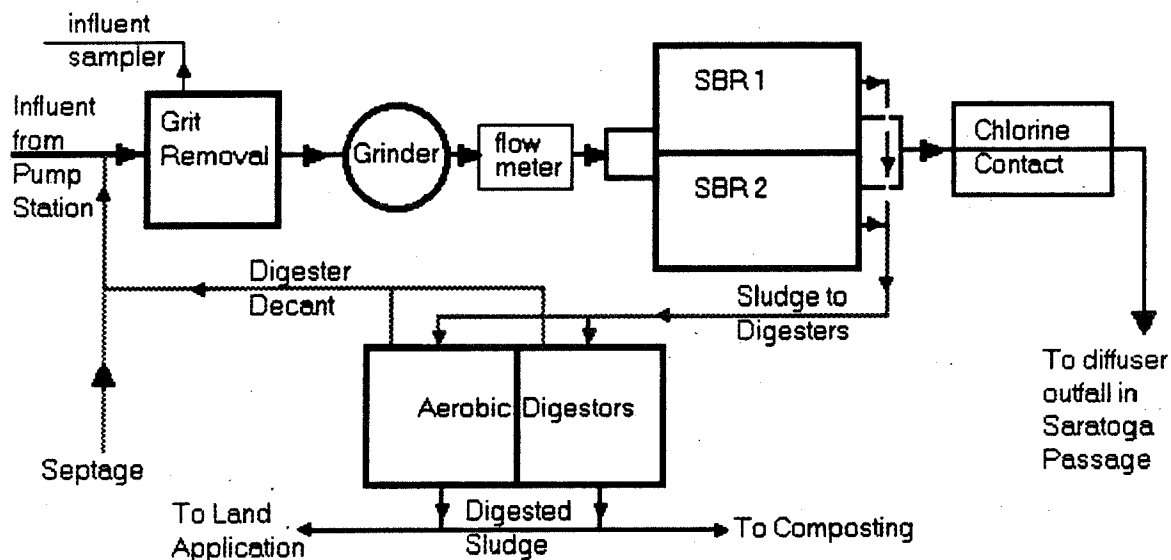 influent
sampler
Influent
from
Pump
Station
Grit
Removal
Grinder
flow
meter
SBR 1
SBR 2
Chlorine
Contact
Digester
Decant
Sludge to
Digesters
Aerobic Digestors
To diffuser
outfall in
Saratoga
Passage
Septage
To Land
Application
Digested
Sludge
To Composting